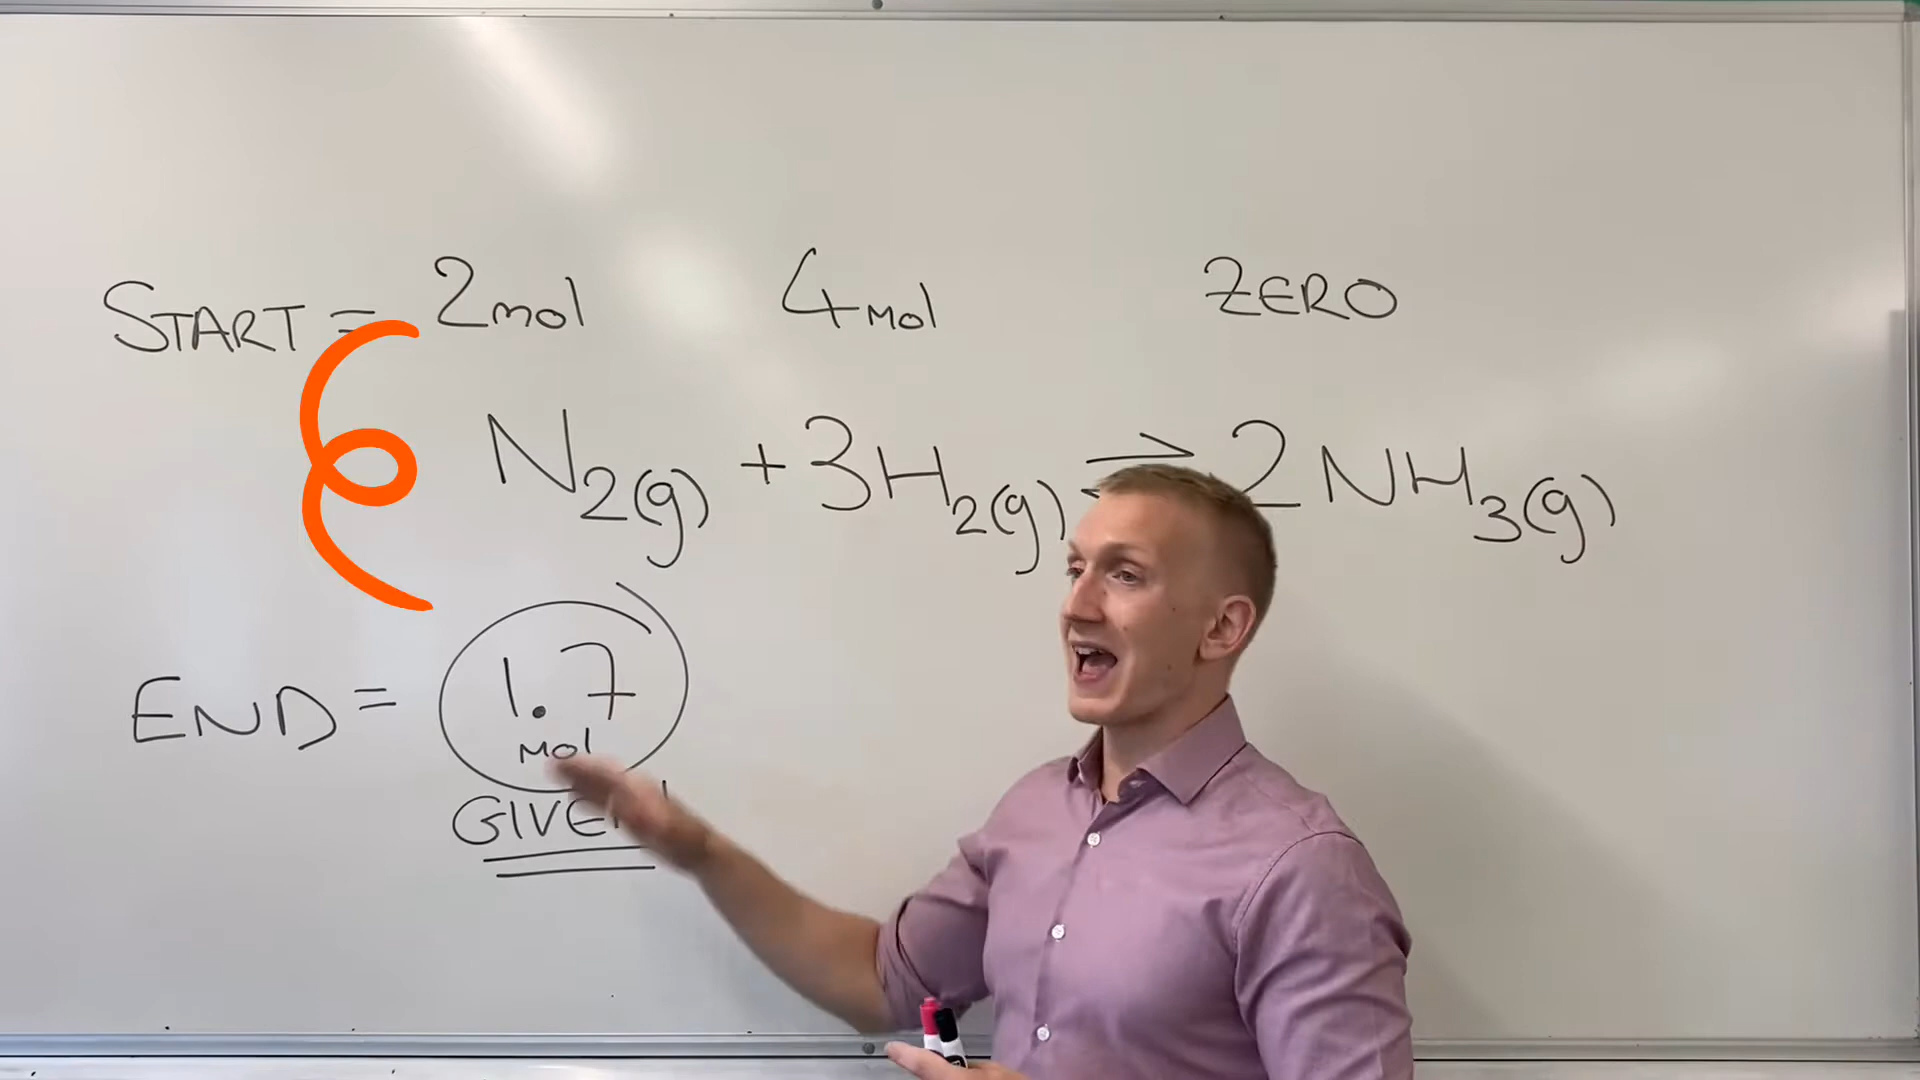 START = 2mol 4mol ZERO
N2(g) + 3H2(g) ⇌ 2NH3(g)
END = 1.7
mol
GIVEN